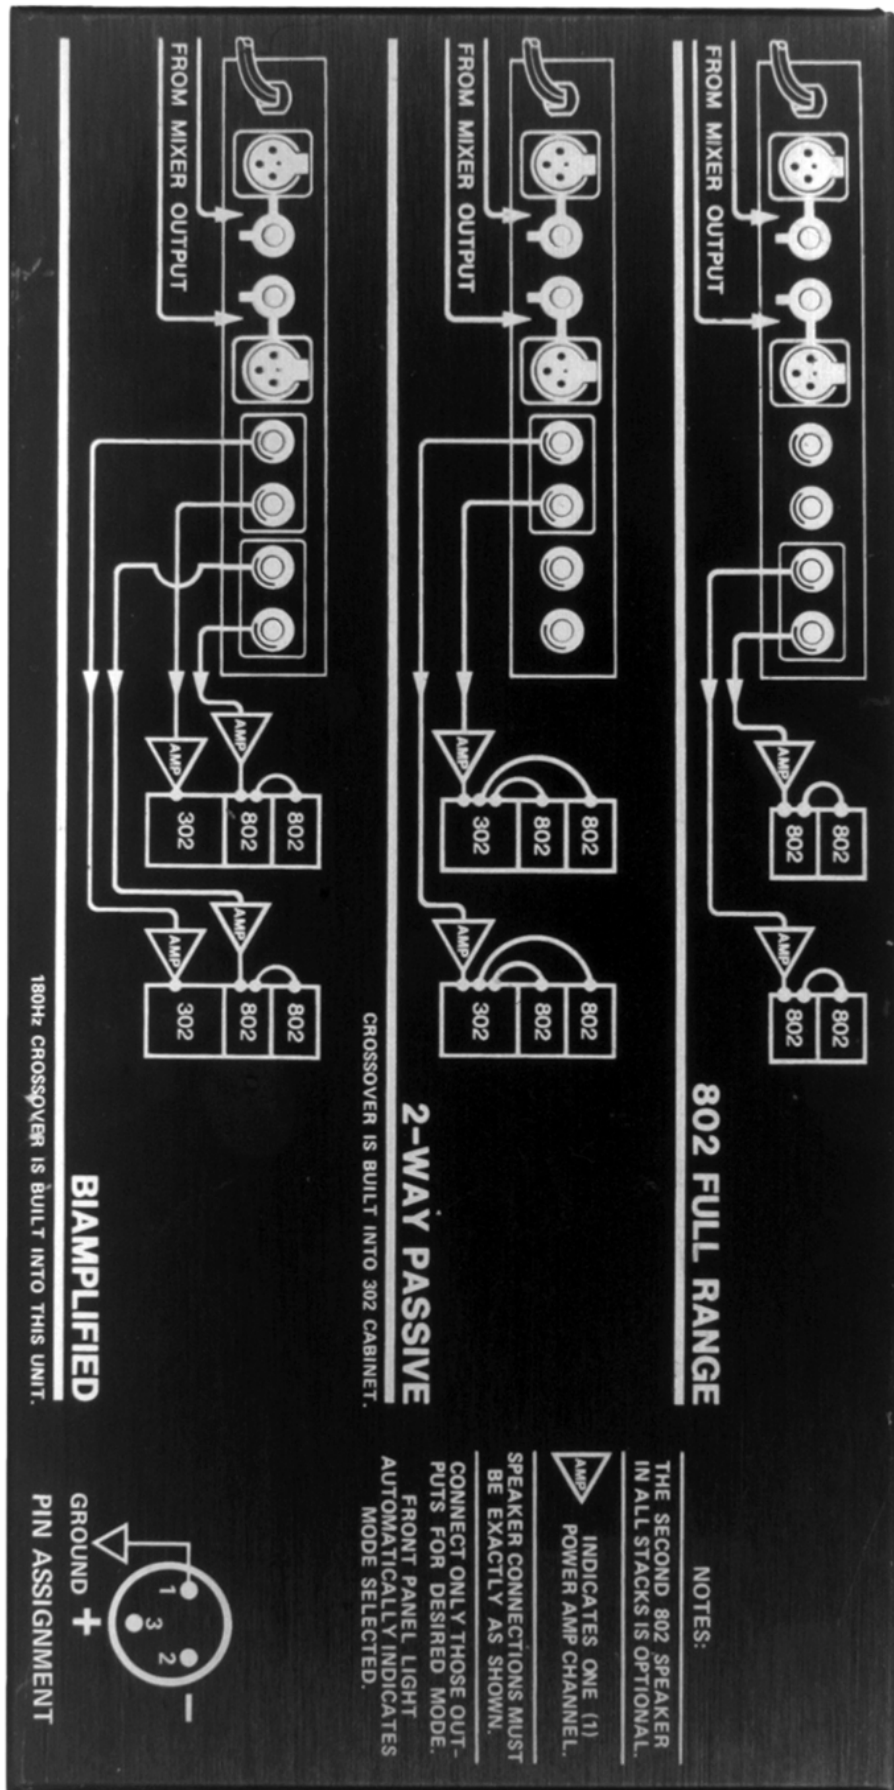 FROM MIXER OUTPUT
AMP
AMP
802
802
802
802
802 FULL RANGE
FROM MIXER OUTPUT
AMP
AMP
802
802
302
802
802
302
2-WAY PASSIVE
CROSSOVER IS BUILT INTO 302 CABINET.
FROM MIXER OUTPUT
AMP
AMP
AMP
AMP
802
802
302
802
802
302
BIAMPLIFIED
180Hz CROSSOVER IS BUILT INTO THIS UNIT.
NOTES:
THE SECOND 802 SPEAKER
IN ALL STACKS IS OPTIONAL.
AMP
INDICATES ONE (1)
POWER AMP CHANNEL.
SPEAKER CONNECTIONS MUST
BE EXACTLY AS SHOWN.
CONNECT ONLY THOSE OUT-
PUTS FOR DESIRED MODE.
FRONT PANEL LIGHT
AUTOMATICALLY INDICATES
MODE SELECTED.
1
2
3
-
GROUND +
PIN ASSIGNMENT